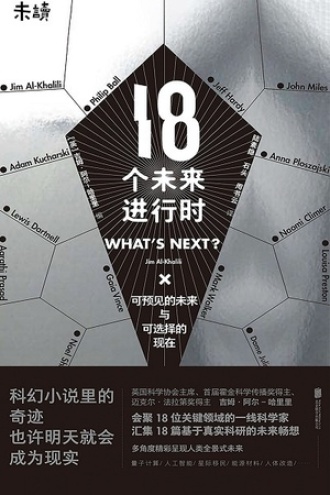 未讀
Jim Al-Khalili
Philip Ball
Jeff Hardy
John Miles
Adam Kucharski
Anna Ploszajski
Lewis Dartnell
Naomi Climer
Aarathi Prasad
Gaia Vince
Mark Walker
Louisa Preston
18
个未来
进行时
WHAT'S NEXT?
Jim Al-Khalili
×
可预见的未来
与
可选择的
现在
科幻小说里的
奇迹
也许明天就会
成为现实
英国科学协会主席、首届霍金科学传播奖得主、
迈克尔·法拉第奖得主 吉姆·阿尔-哈里里
会聚 18 位关键领域的一线科学家
汇集 18 篇基于真实科研的未来畅想
多角度精彩呈现人类全景式未来
量子计算/人工智能/星际移民/能源材料/人体改造/……